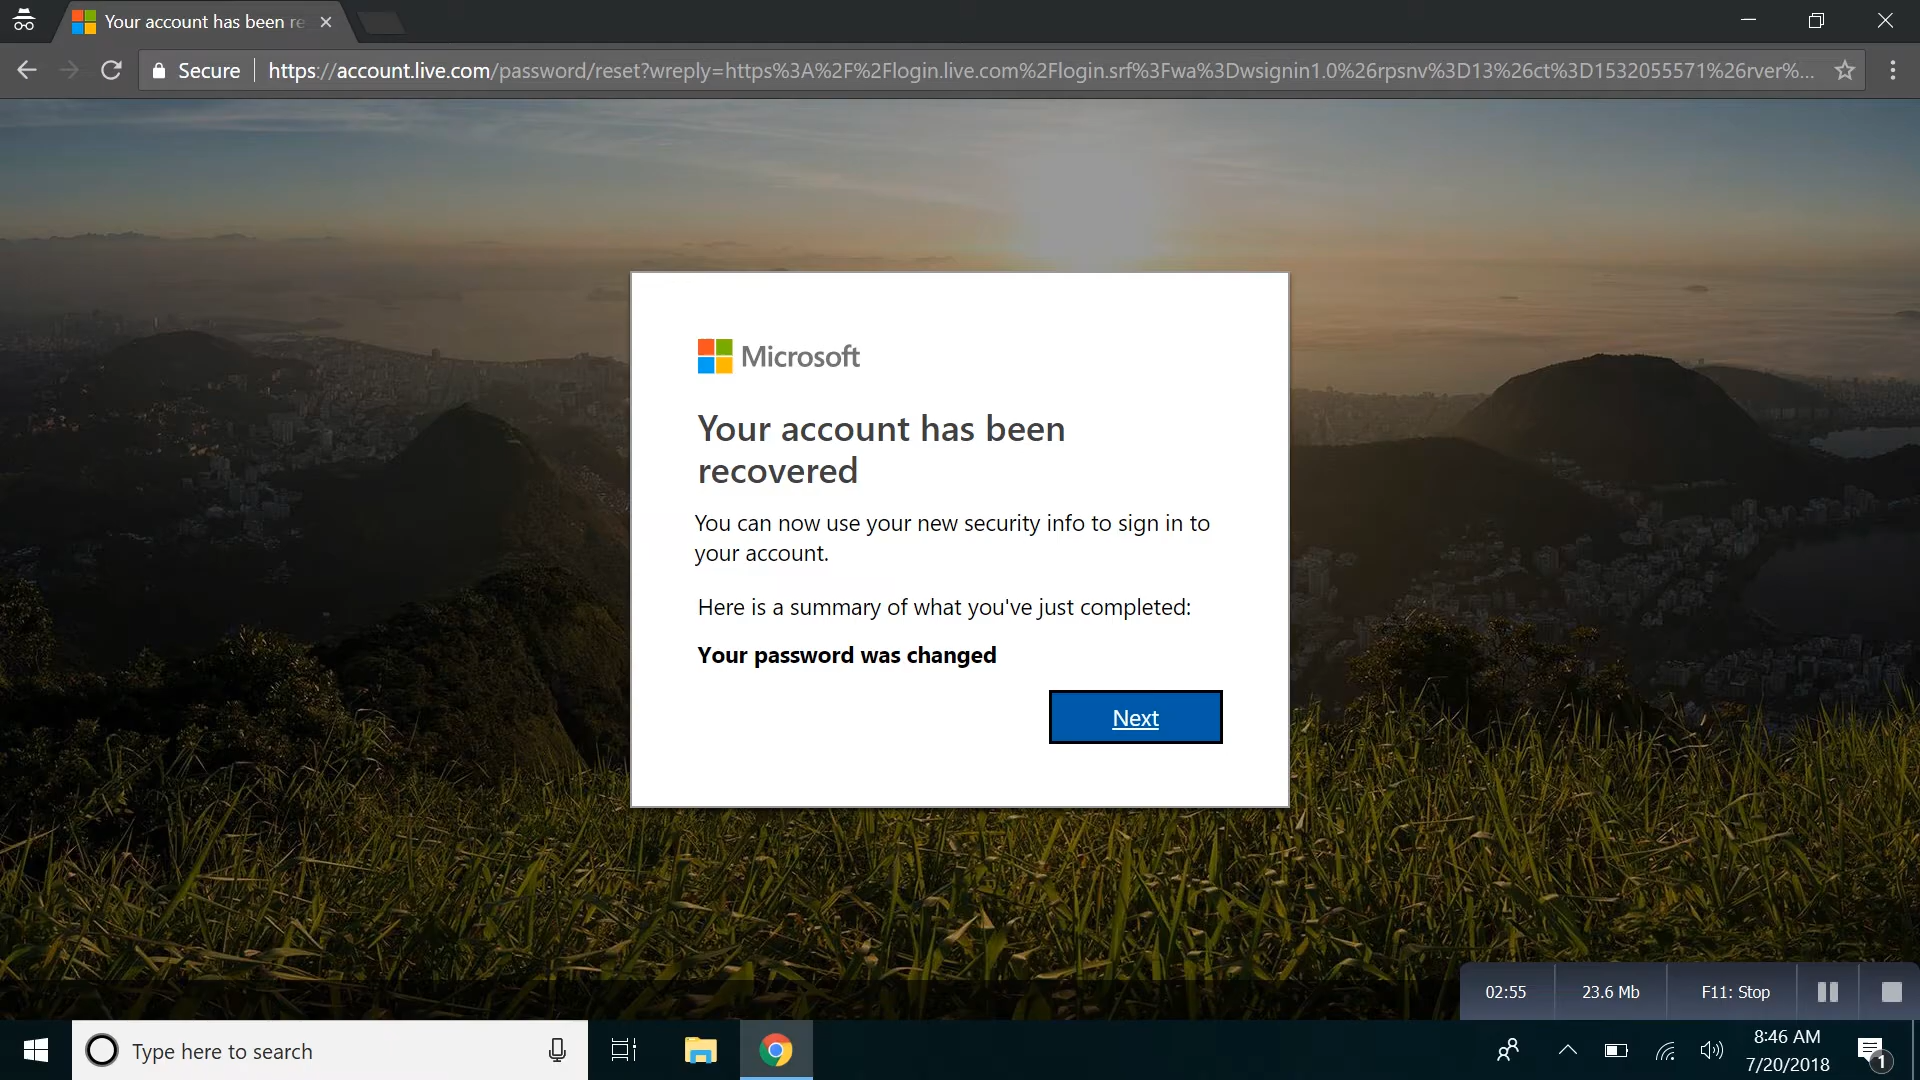 Your account has been re
Secure
https://account.live.com/password/reset?wreply=https%3A%2F%2Flogin.live.com%2Flogin.srf%3Fwa%3Dwsignin1.0%26rpsnv%3D13%26ct%3D1532055571%26rver%...
Microsoft
Your account has been
recovered
You can now use your new security info to sign in to
your account.
Here is a summary of what you've just completed:
Your password was changed
Next
02:55
23.6 Mb
F11: Stop
Type here to search
8:46 AM
7/20/2018
1